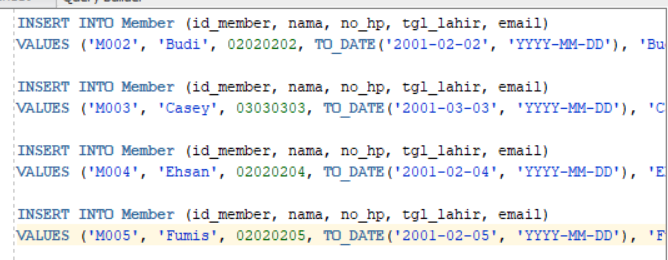 INSERT INTO Member (id_member, nama, no_hp, tgl_lahir, email)
VALUES ('M002', 'Budi', 02020202, TO_DATE('2001-02-02', 'YYYY-MM-DD'), 'Bu
INSERT INTO Member (id_member, nama, no_hp, tgl_lahir, email)
VALUES ('M003', 'Casey', 03030303, TO_DATE('2001-03-03', 'YYYY-MM-DD'), 'C
INSERT INTO Member (id_member, nama, no_hp, tgl_lahir, email)
VALUES ('M004', 'Ehsan', 02020204, TO_DATE('2001-02-04', 'YYYY-MM-DD'), 'E
INSERT INTO Member (id_member, nama, no_hp, tgl_lahir, email)
VALUES ('M005', 'Fumis', 02020205, TO_DATE('2001-02-05', 'YYYY-MM-DD'), 'F